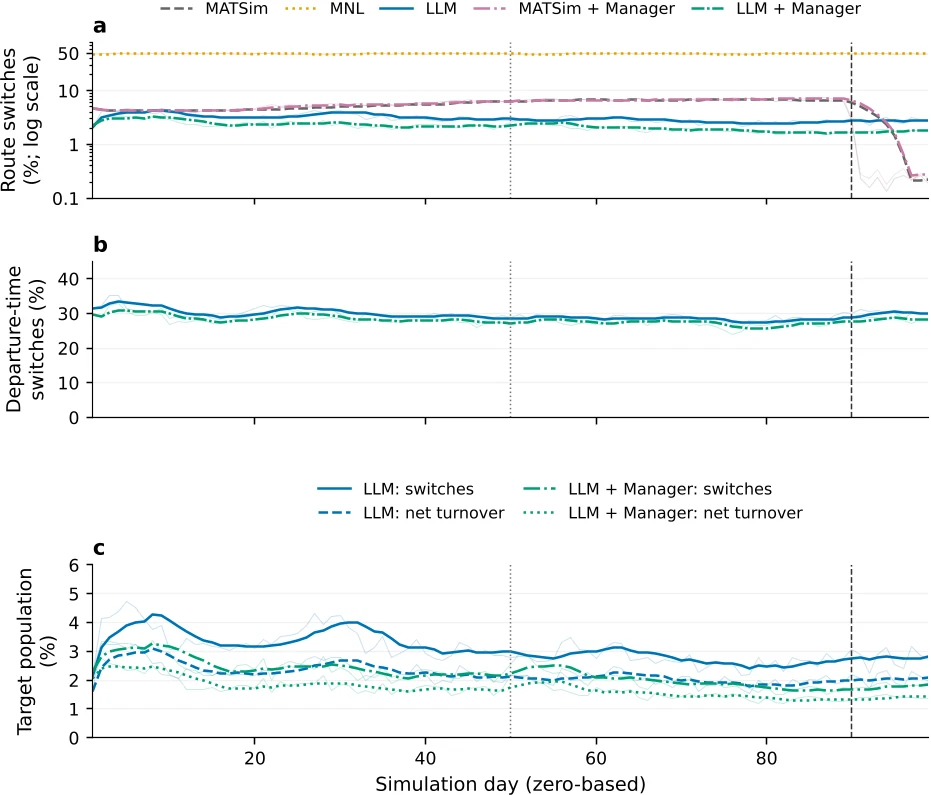 MATSim MNL LLM MATSim + Manager LLM + Manager
a
Route switches
(%; log scale)
50
10
1
0.1
b
Departure-time
switches (%)
40
30
20
10
0
LLM: switches LLM + Manager: switches
LLM: net turnover LLM + Manager: net turnover
c
Target population
(%)
6
5
4
3
2
1
0
20 40 60 80
Simulation day (zero-based)